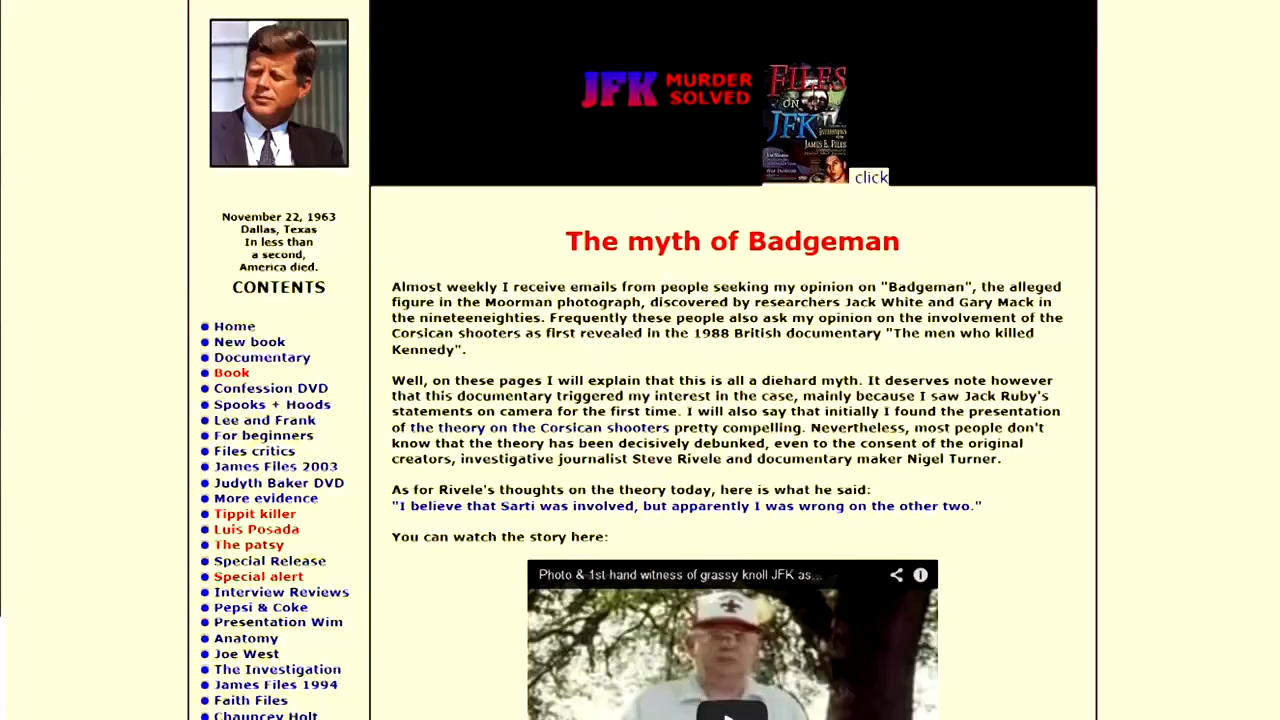 JFK MURDER
SOLVED
FILES
ON
JFK
JAMES E. FILES
click
November 22, 1963
Dallas, Texas
In less than
a second,
America died.
CONTENTS
Home
New book
Documentary
Book
Confession DVD
Spooks + Hoods
Lee and Frank
For beginners
Files critics
James Files 2003
Judyth Baker DVD
More evidence
Tippit killer
Luis Posada
The patsy
Special Release
Special alert
Interview Reviews
Pepsi & Coke
Presentation Wim
Anatomy
Joe West
The Investigation
James Files 1994
Faith Files
Chauncey Holt
The myth of Badgeman
Almost weekly I receive emails from people seeking my opinion on "Badgeman", the alleged
figure in the Moorman photograph, discovered by researchers Jack White and Gary Mack in
the nineteeneighties. Frequently these people also ask my opinion on the involvement of the
Corsican shooters as first revealed in the 1988 British documentary "The men who killed
Kennedy".
Well, on these pages I will explain that this is all a diehard myth. It deserves note however
that this documentary triggered my interest in the case, mainly because I saw Jack Ruby's
statements on camera for the first time. I will also say that initially I found the presentation
of the theory on the Corsican shooters pretty compelling. Nevertheless, most people don't
know that the theory has been decisively debunked, even to the consent of the original
creators, investigative journalist Steve Rivele and documentary maker Nigel Turner.
As for Rivele's thoughts on the theory today, here is what he said:
"I believe that Sarti was involved, but apparently I was wrong on the other two."
You can watch the story here:
Photo & 1st hand witness of grassy knoll JFK as...